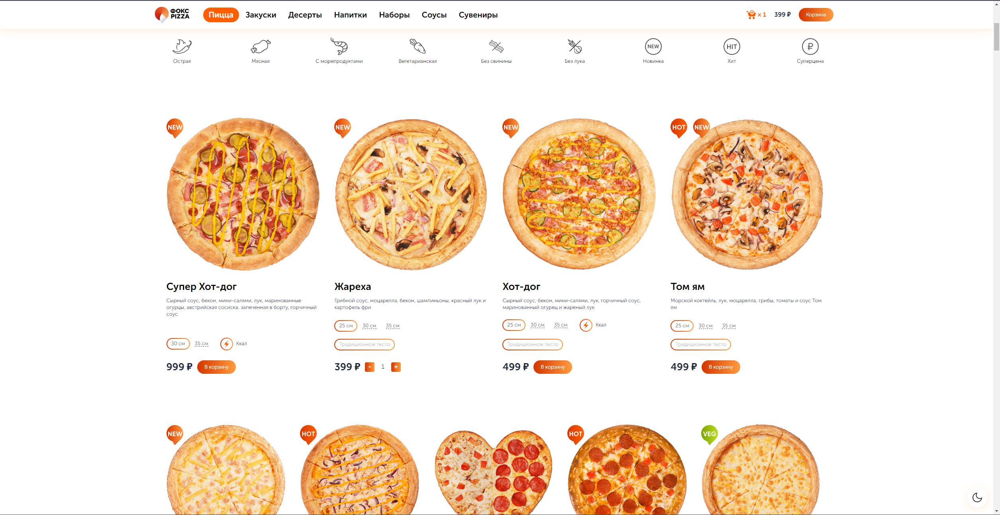 ФОКС
PIZZA
Пицца Закуски Десерты Напитки Наборы Соусы Сувениры
× 1 399 ₽ Корзина
NEW HIT ₽
Острая Мясная С морепродуктами Вегетарианская Без свинины Без лука Новинка Хит Суперцена
NEW NEW NEW HOT NEW
Супер Хот-дог
Сырный соус, бекон, мини-салями, лук, маринованные
огурцы, австрийская сосиска, запеченная в борту, горчичный
соус
30 см 35 см Ккал
999 ₽ В корзину
Жареха
Грибной соус, моцарелла, бекон, шампиньоны, красный лук и
картофель фри
25 см 30 см 35 см
Традиционное тесто
399 ₽ - 1 +
Хот-дог
Сырный соус, бекон, мини-салями, лук, горчичный соус,
маринованный огурец и жареный лук
25 см 30 см 35 см Ккал
Традиционное тесто
499 ₽ В корзину
Том ям
Морской коктейль, лук, моцарелла, грибы, томаты и соус Том
ям
25 см 30 см 35 см
Традиционное тесто
499 ₽ В корзину
NEW HOT HOT VEG